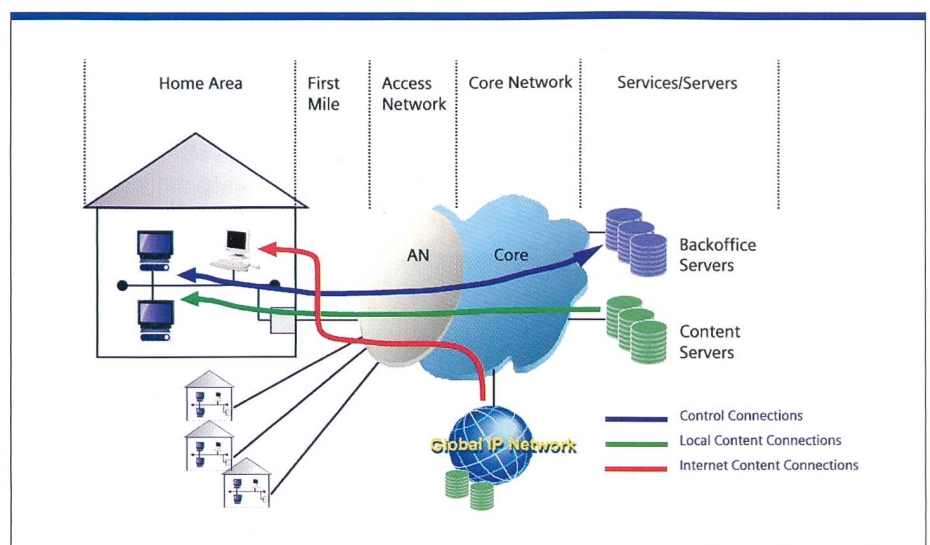 Home Area
First
Mile
Access
Network
Core Network
Services/Servers
AN
Core
Backoffice
Servers
Content
Servers
Global IP Network
Control Connections
Local Content Connections
Internet Content Connections